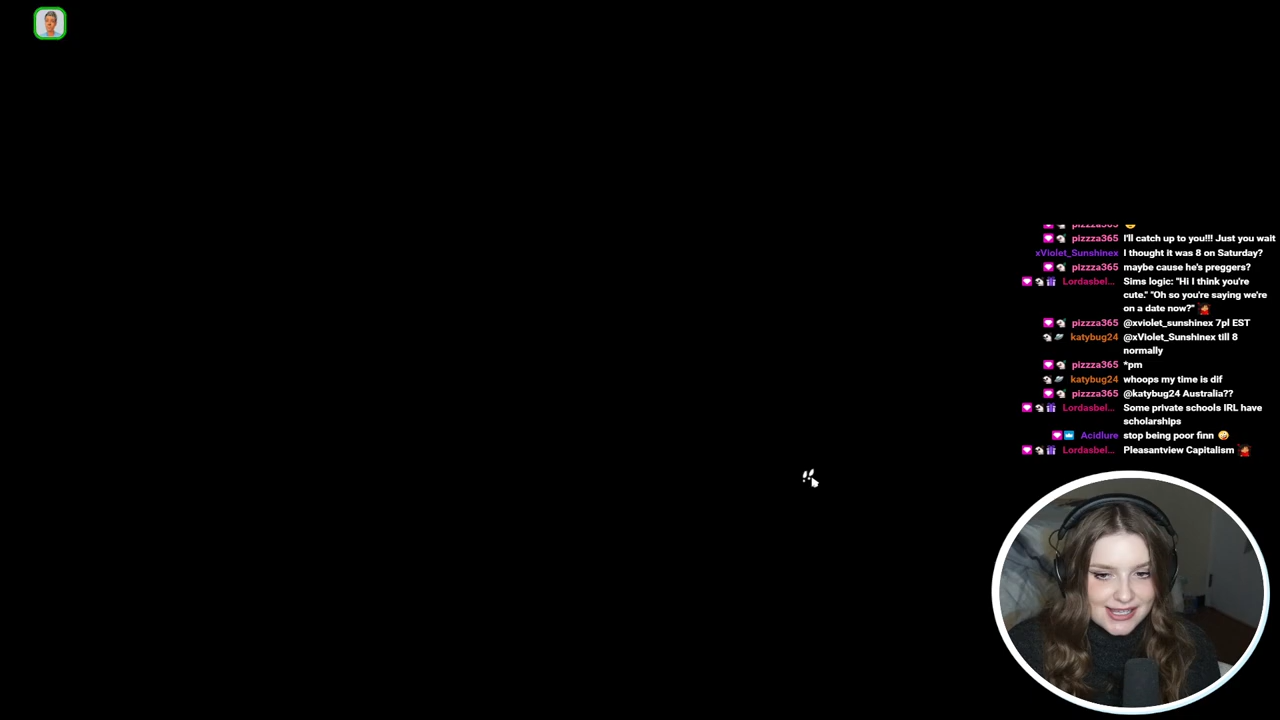 pizzza365
pizzza365 I'll catch up to you!!! Just you wait
xViolet_Sunshinex I thought it was 8 on Saturday?
pizzza365 maybe cause he's preggers?
Lordasbel... Sims logic: "Hi I think you're
cute." "Oh so you're saying we're
on a date now?"
pizzza365 @xviolet_sunshinex 7pl EST
katybug24 @xViolet_Sunshinex till 8
normally
pizzza365 *pm
katybug24 whoops my time is dif
pizzza365 @katybug24 Australia??
Lordasbel... Some private schools IRL have
scholarships
Acidlure stop being poor finn
Lordasbel... Pleasantview Capitalism